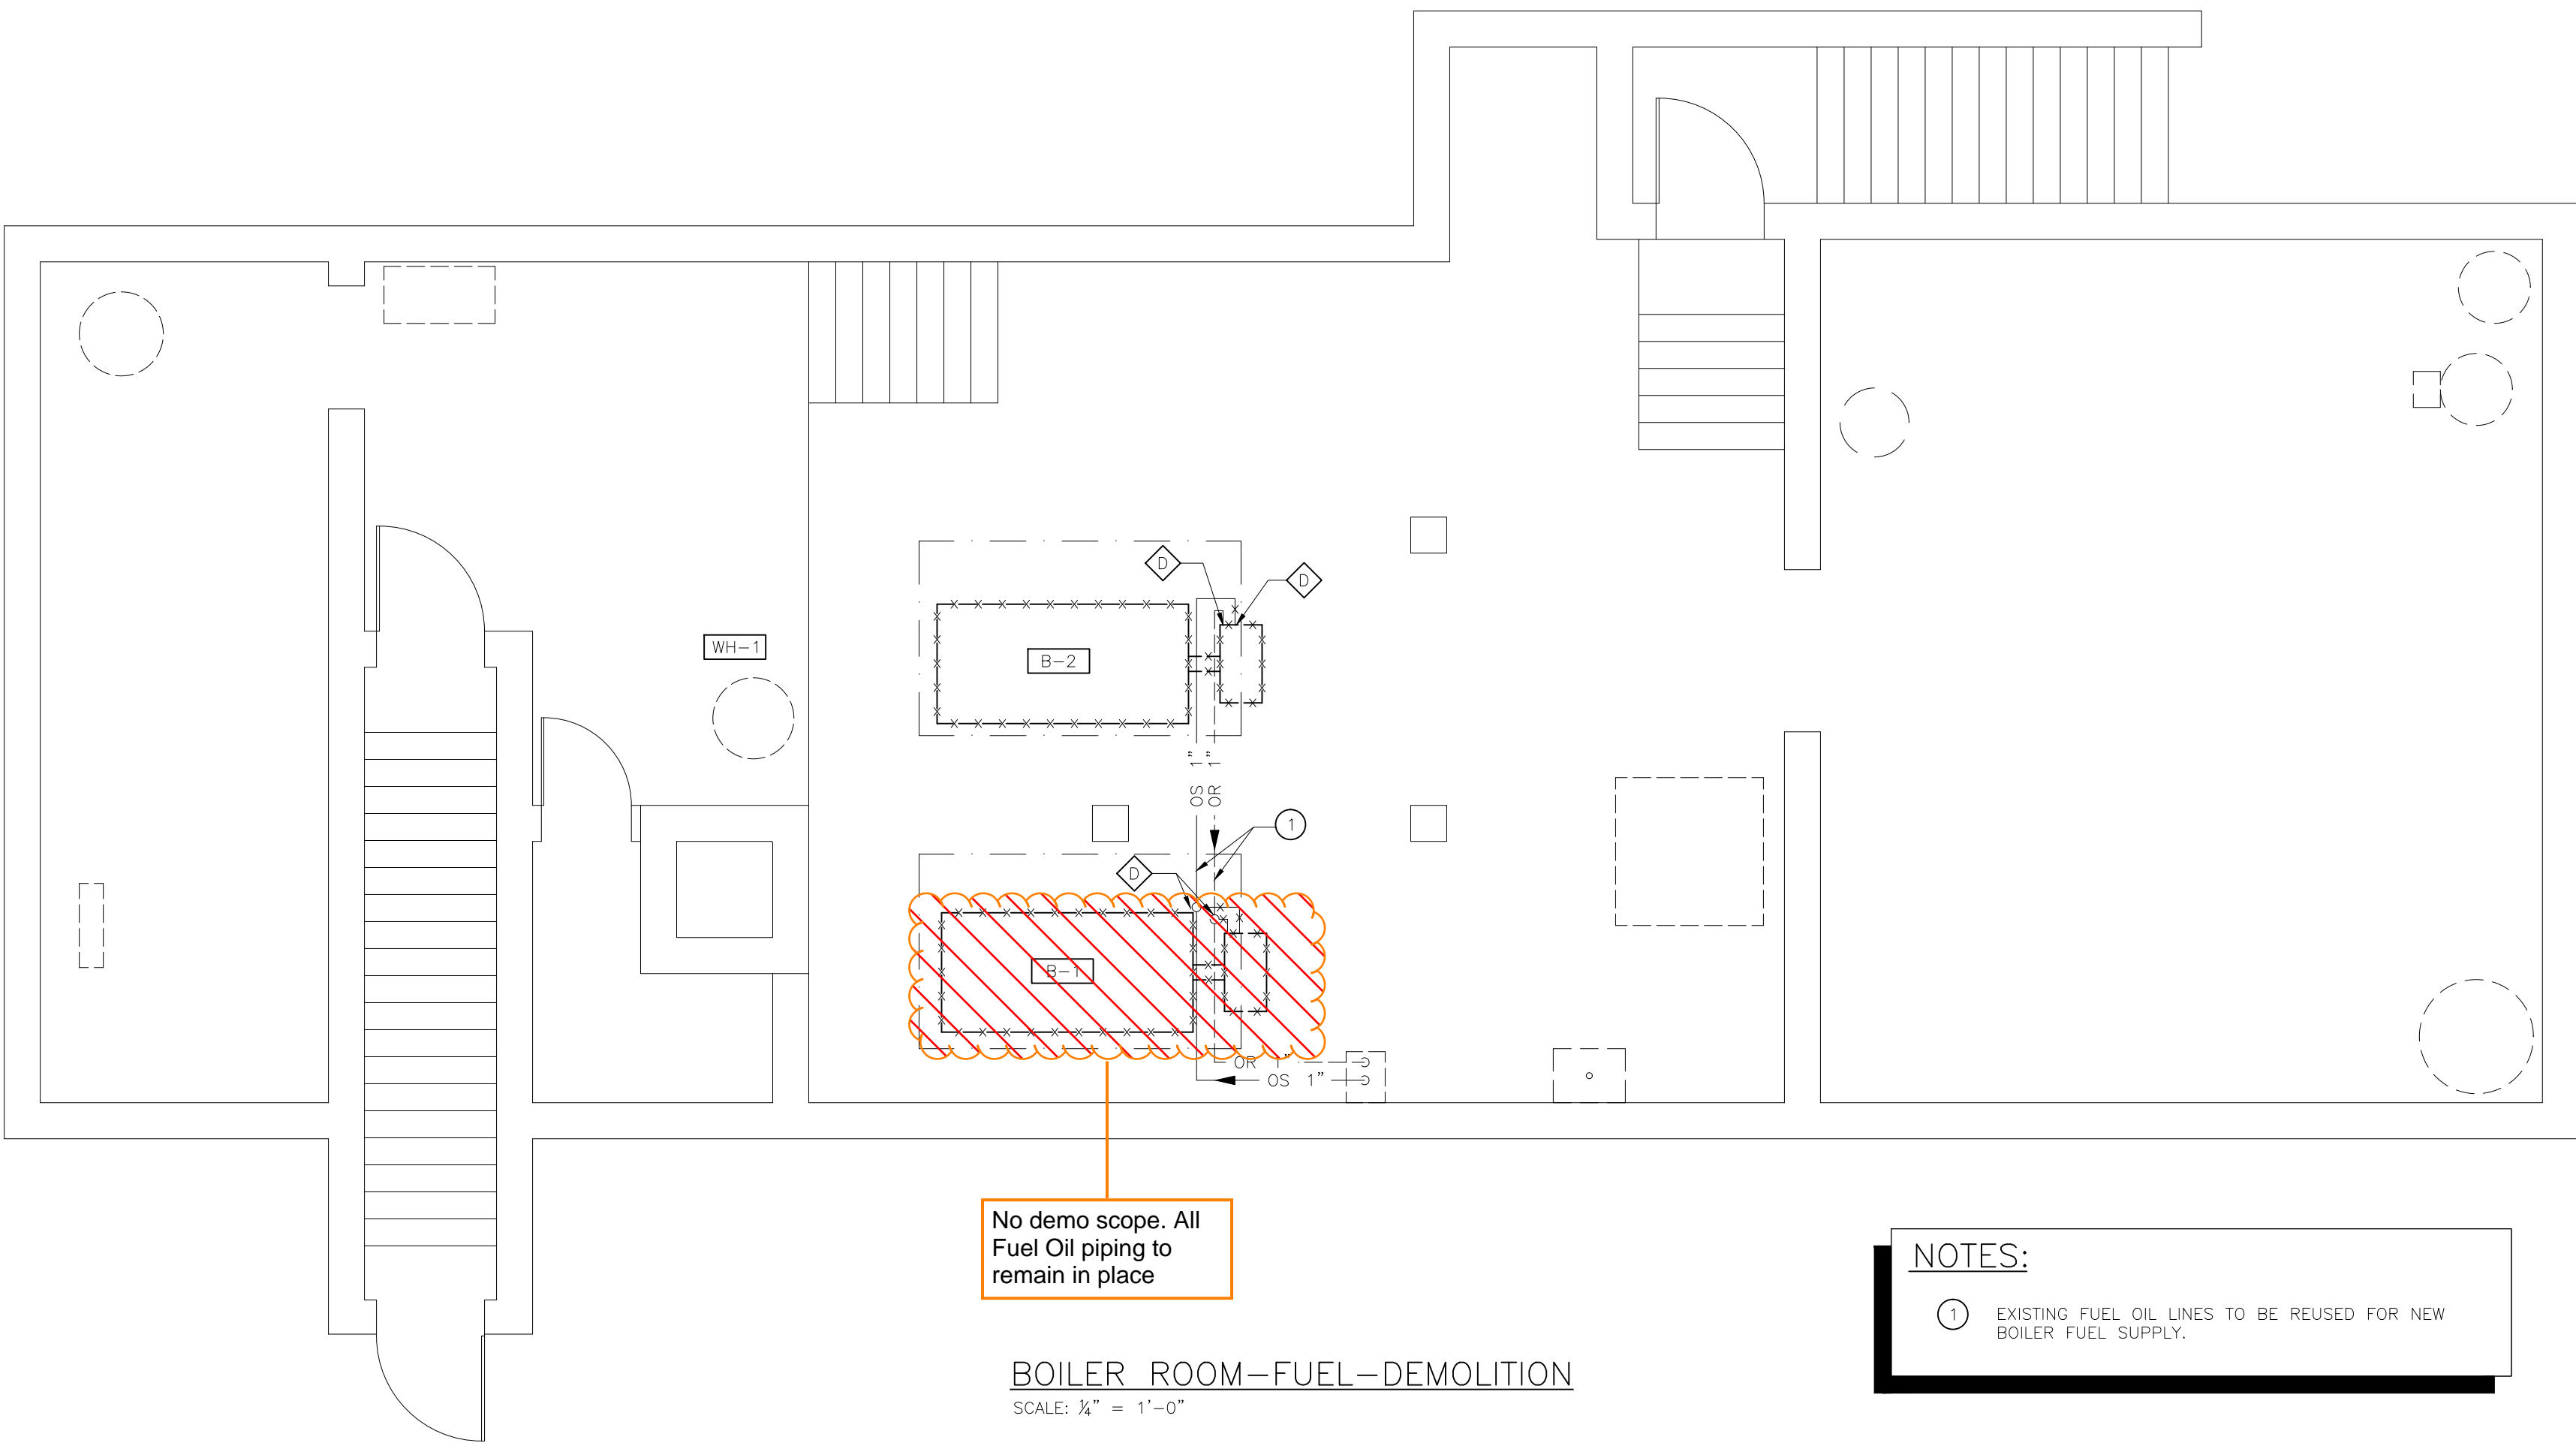 D
D
WH-1
B-2
OS 1"
OR 1"
1
D
B-1
OR 1"
OS 1"
No demo scope. All
Fuel Oil piping to
remain in place
NOTES:
1 EXISTING FUEL OIL LINES TO BE REUSED FOR NEW
BOILER FUEL SUPPLY.
BOILER ROOM-FUEL-DEMOLITION
SCALE: ¼" = 1'-0"